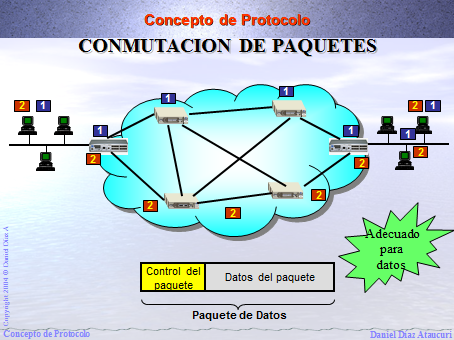 Concepto de Protocolo
CONMUTACION DE PAQUETES
2 1
1
1
2 1
1
1
1
2
2
2
2
2
2
Adecuado
para
datos
Control del
paquete
Datos del paquete
Paquete de Datos
Copyright 2004 © Daniel Díaz A
Concepto de Protocolo
Daniel Díaz Ataucuri